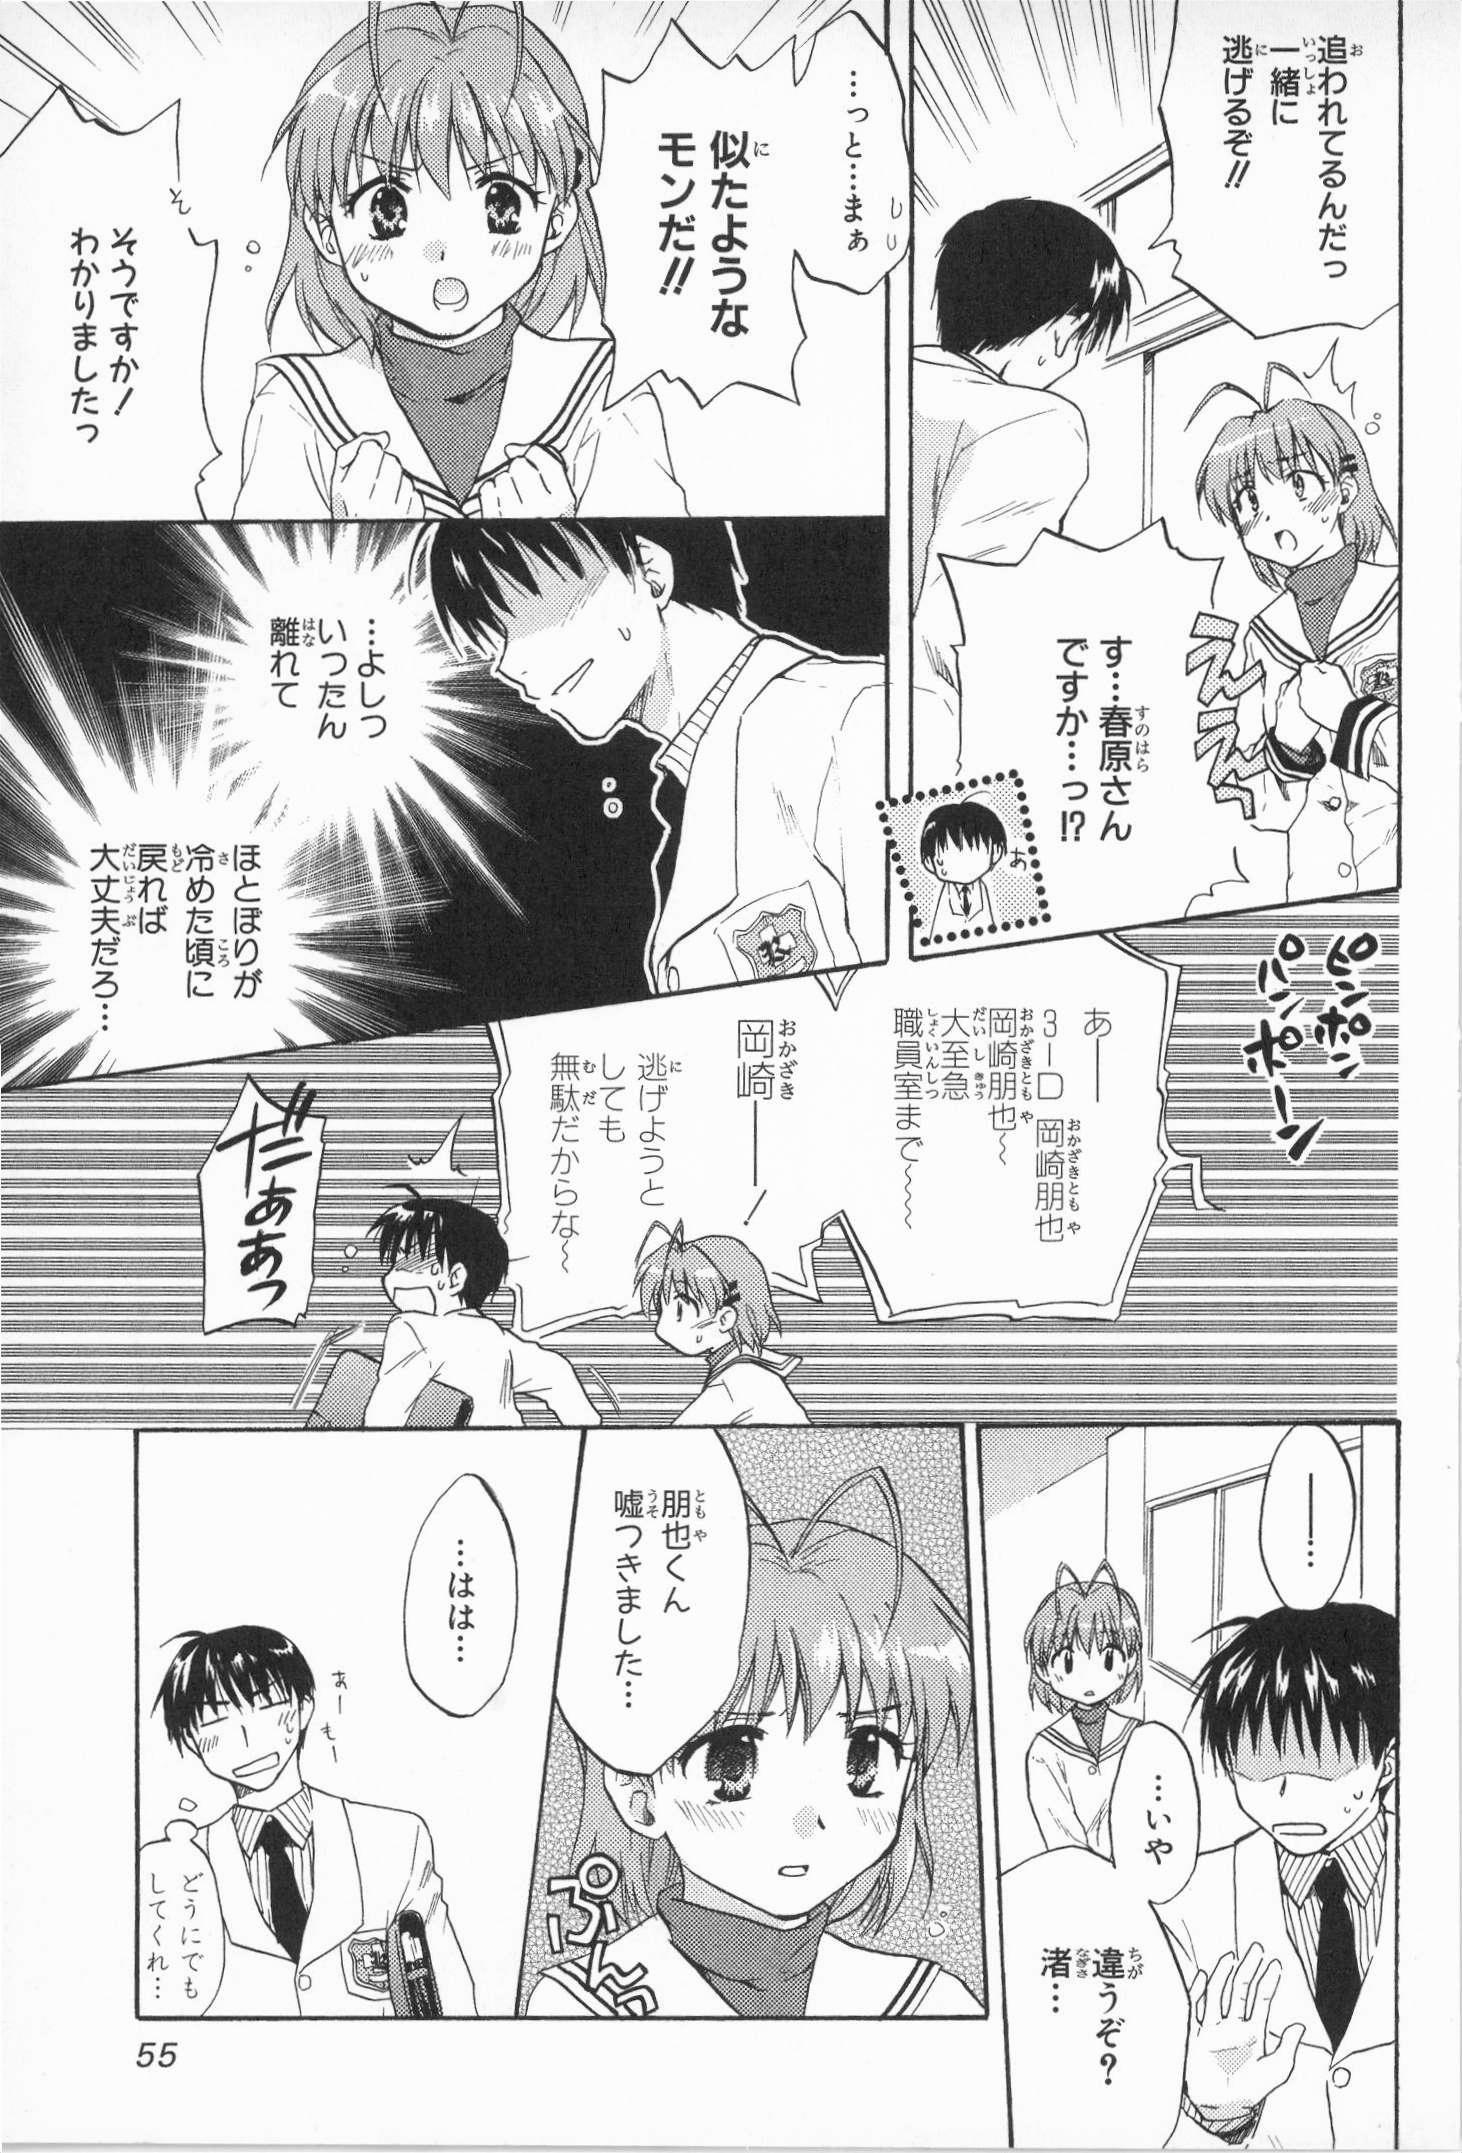 追われてるんだっ
一緒に
逃げるぞ!!
す…春原さん
ですか…っ!?
えええええ
あ
…っと…まぁ
似たような
モンだ!!
そ
そうですか!
わかりましたっ
…よしっ
いったん
離れて
ほとぼりが
冷めた頃に
戻れば
大丈夫だろ…
ピンポン
パンポーン
あー
3-D 岡崎朋也
岡崎朋也〜
大至急
職員室まで〜〜〜
岡崎――!
逃げようと
しても
無駄だからな〜
だーぁあっ
――…
…いや
違うぞ?
渚…
朋也くん
嘘つきました…
ぷんっ
…はは…
あー
もー
どうにでも
してくれ…
55